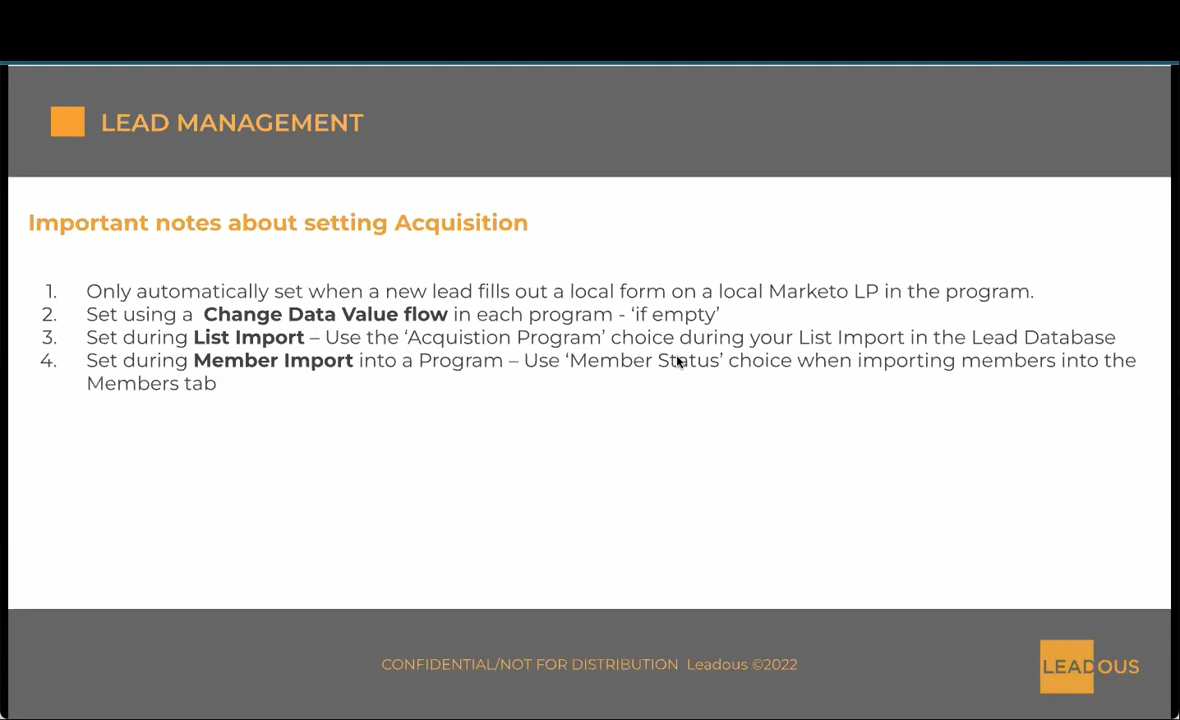 LEAD MANAGEMENT
Important notes about setting Acquisition
1. Only automatically set when a new lead fills out a local form on a local Marketo LP in the program.
2. Set using a  Change Data Value flow in each program - ‘if empty’
3. Set during List Import – Use the ‘Acquistion Program’ choice during your List Import in the Lead Database
4. Set during Member Import into a Program – Use ‘Member Status’ choice when importing members into the
Members tab
CONFIDENTIAL/NOT FOR DISTRIBUTION  Leadous ©2022
LEADOUS